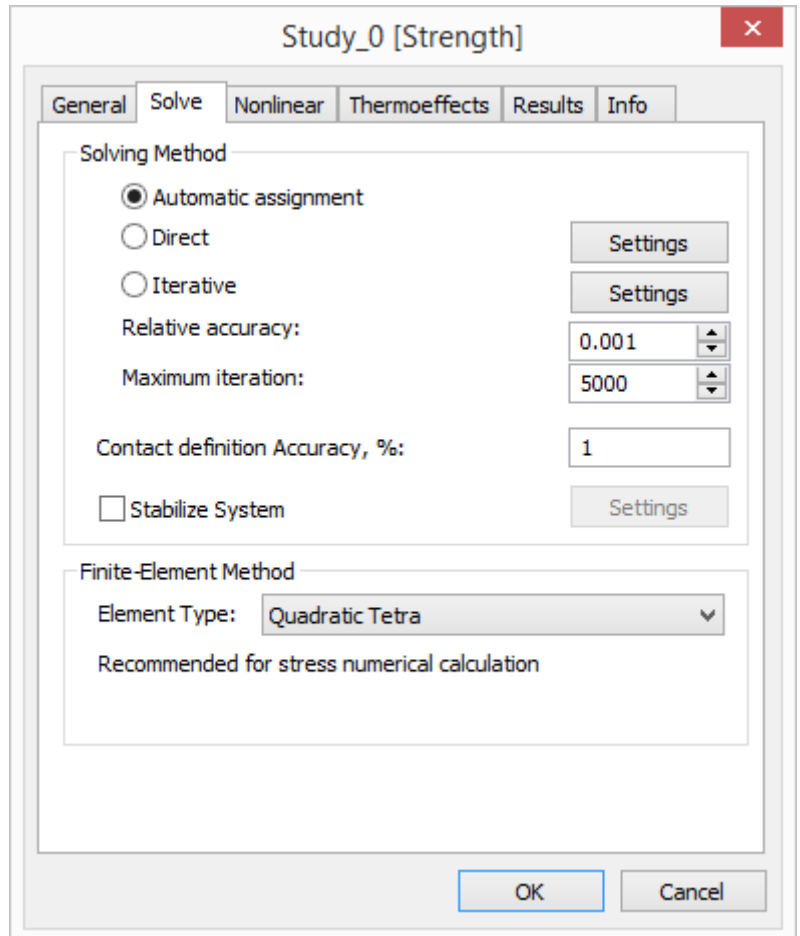 Study_0 [Strength]
General Solve Nonlinear Thermoeffects Results Info
Solving Method
Automatic assignment
Direct Settings
Iterative Settings
Relative accuracy: 0.001
Maximum iteration: 5000
Contact definition Accuracy, %: 1
Stabilize System Settings
Finite-Element Method
Element Type: Quadratic Tetra
Recommended for stress numerical calculation
OK Cancel